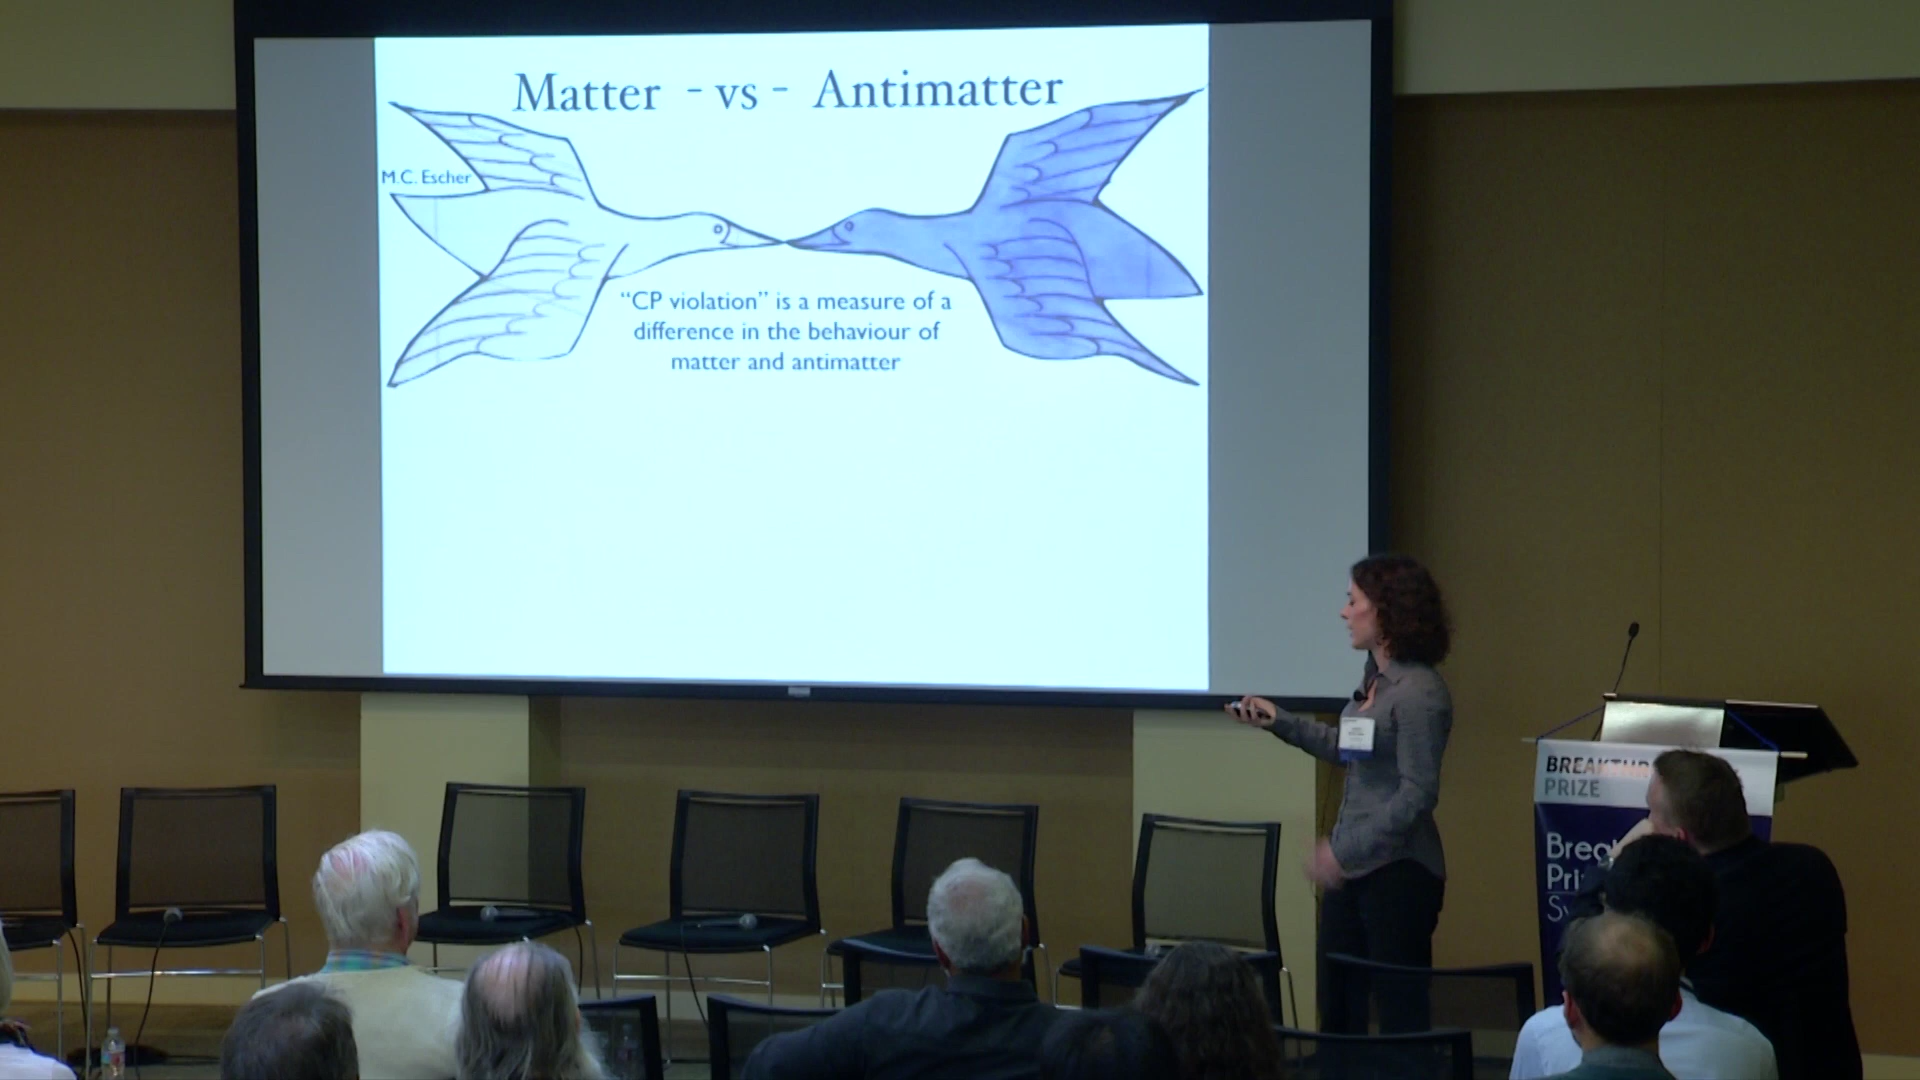 Matter - vs - Antimatter
M.C. Escher
“CP violation” is a measure of a
difference in the behaviour of
matter and antimatter
PRIZE